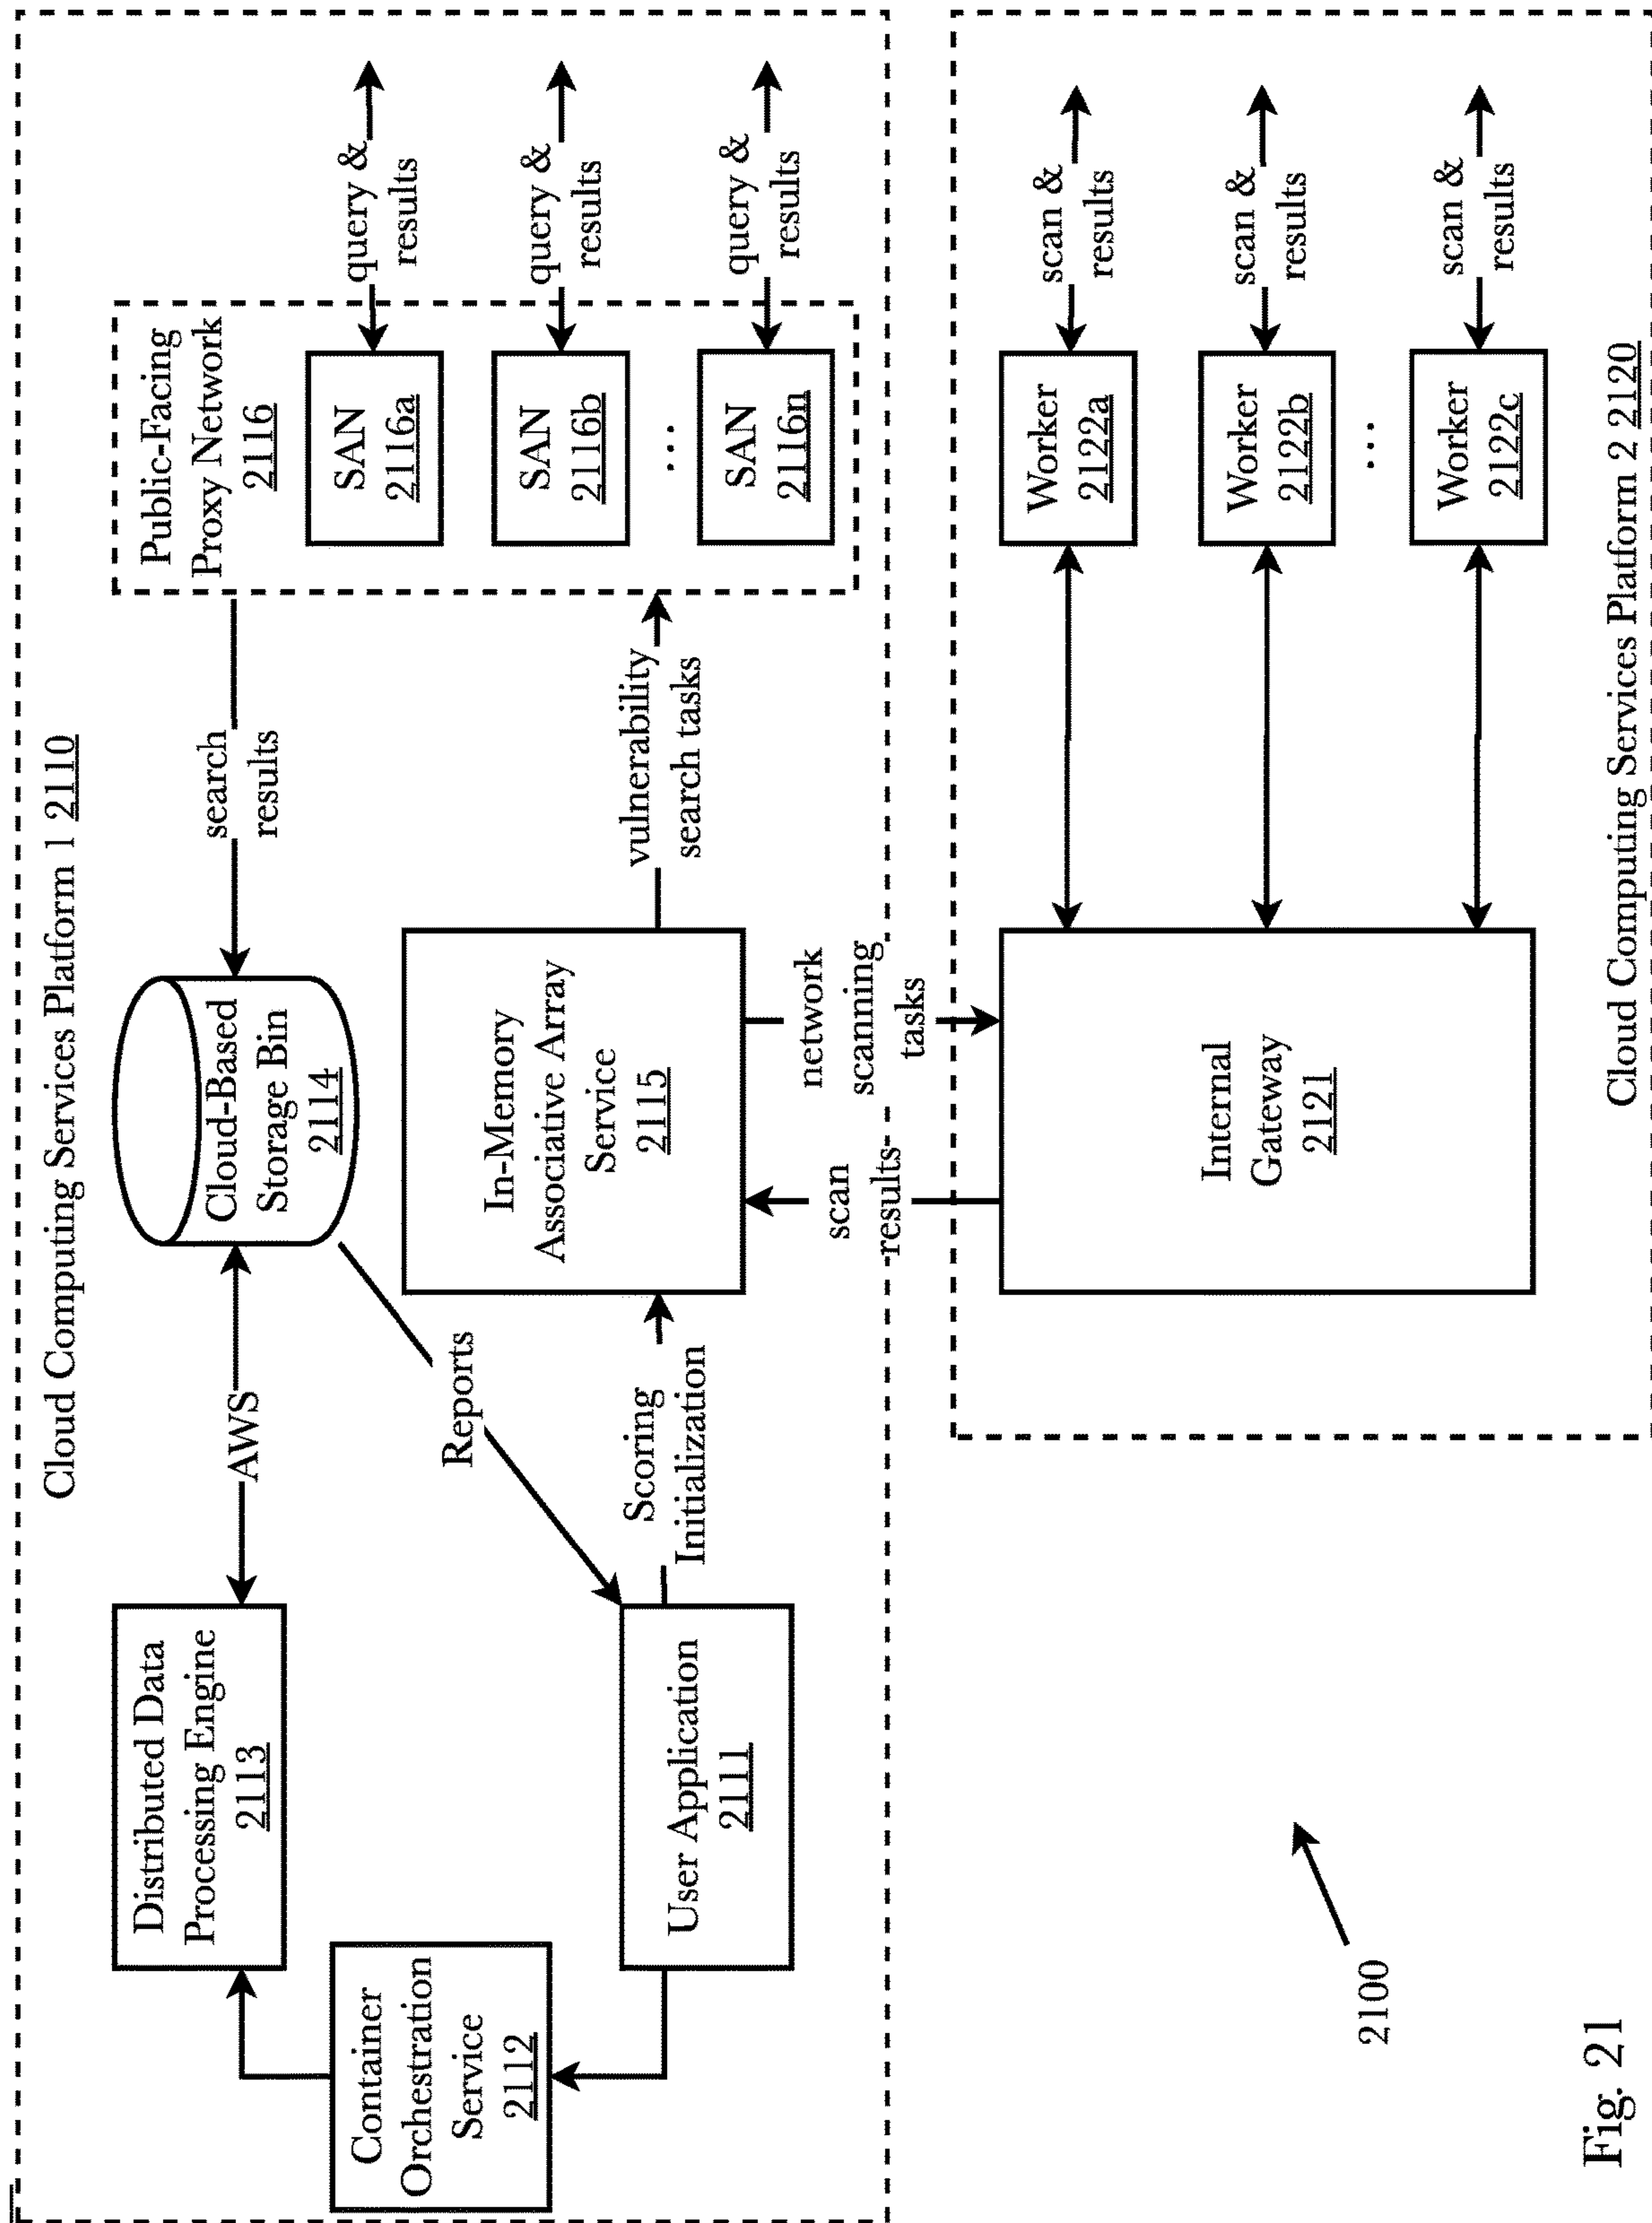 Cloud Computing Services Platform 1 2110
Distributed Data
Processing Engine
2113
AWS
Cloud-Based
Storage Bin
2114
search
results
Public-Facing
Proxy Network
2116
SAN
2116a
query &
results
SAN
2116b
query &
results
...
SAN
2116n
query &
results
Container
Orchestration
Service
2112
Reports
In-Memory
Associative Array
Service
2115
vulnerability
search tasks
User Application
2111
Scoring
Initialization
scan
results
network
scanning
tasks
Internal
Gateway
2121
Worker
2122a
scan &
results
Worker
2122b
scan &
results
...
Worker
2122c
scan &
results
Cloud Computing Services Platform 2 2120
2100
Fig. 21